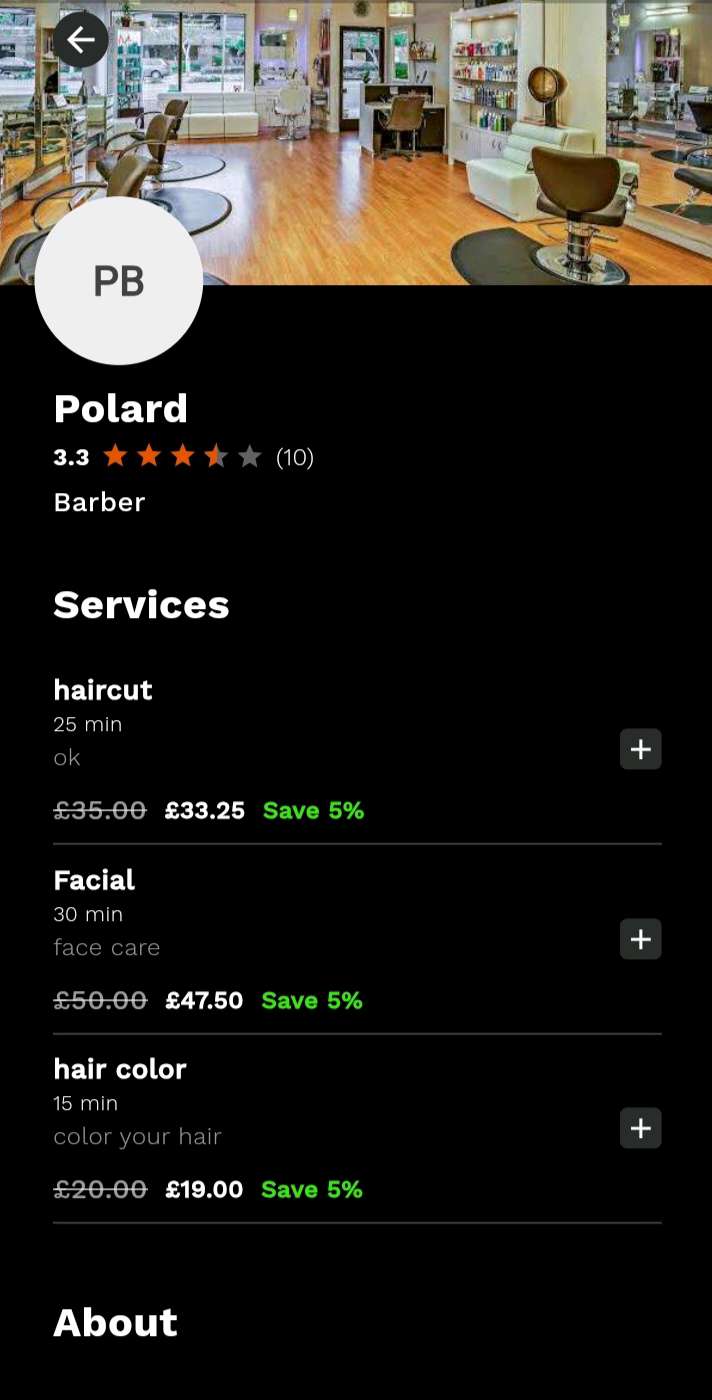 PB
Polard
3.3 (10)
Barber
Services
haircut
25 min
ok
£35.00 £33.25 Save 5%
Facial
30 min
face care
£50.00 £47.50 Save 5%
hair color
15 min
color your hair
£20.00 £19.00 Save 5%
About